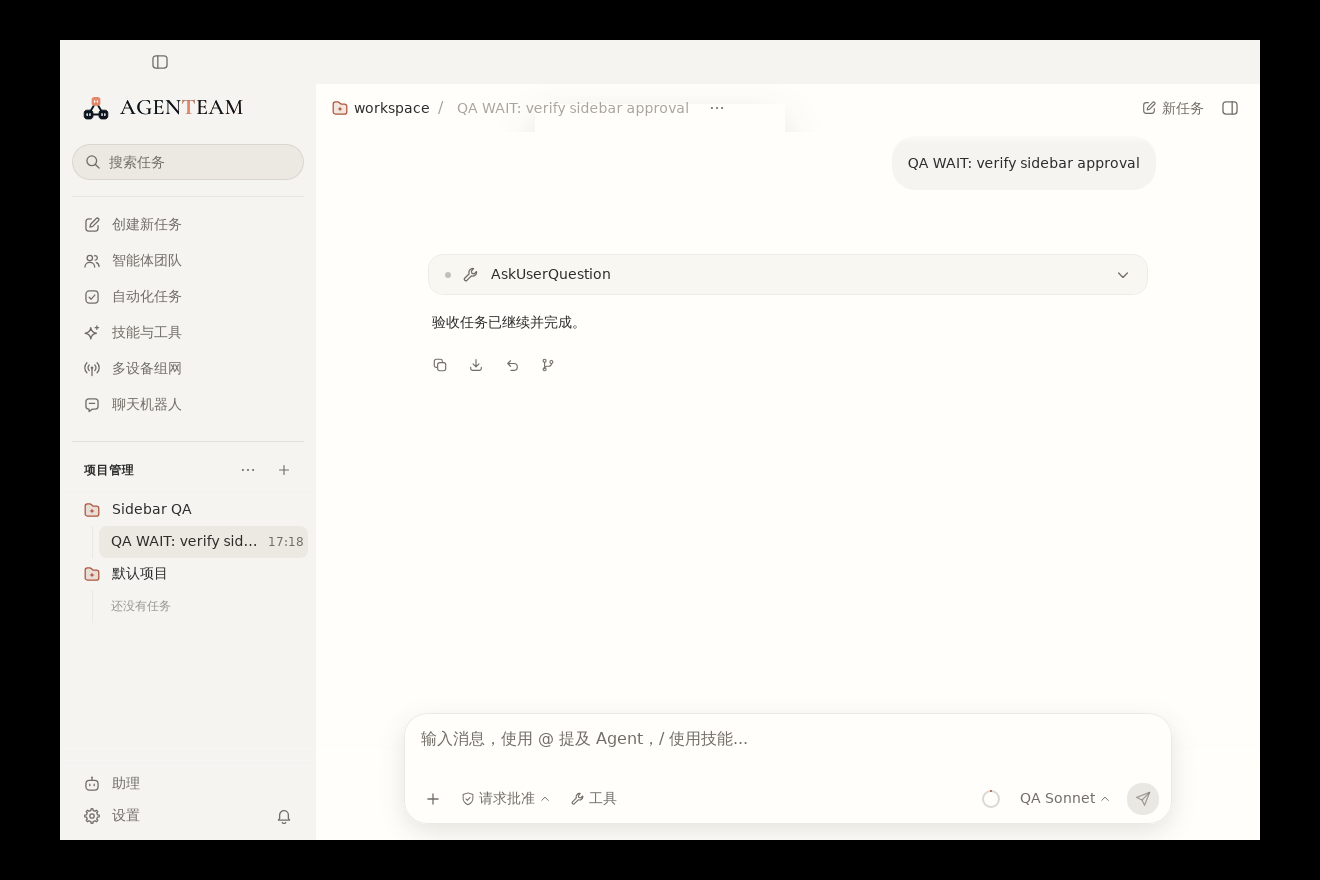 AGENTEAM
搜索任务
创建新任务
智能体团队
自动化任务
技能与工具
多设备组网
聊天机器人
项目管理
Sidebar QA
QA WAIT: verify sid... 17:18
默认项目
还没有任务
助理
设置
workspace / QA WAIT: verify sidebar approval ... 新任务
QA WAIT: verify sidebar approval
AskUserQuestion
验收任务已继续并完成。
输入消息，使用 @ 提及 Agent，/ 使用技能...
请求批准 工具 QA Sonnet